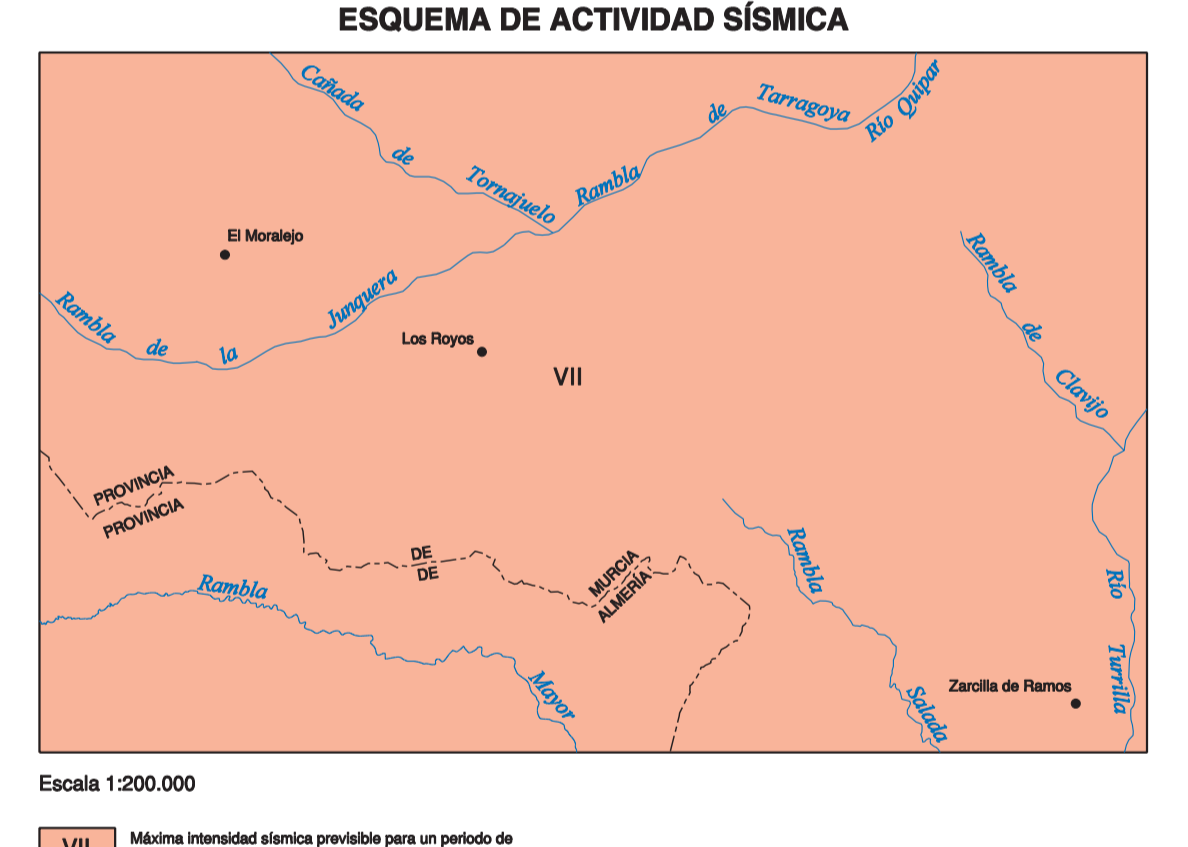 ESQUEMA DE ACTIVIDAD SÍSMICA
Cañada de Tornajuelo
Rambla de Tarragoya
Río Quipar
El Moralejo
Rambla de la Junquera
Los Royos
VII
Rambla de Clavijo
PROVINCIA DE MURCIA
PROVINCIA DE ALMERÍA
Rambla Mayor
Rambla Salada
Río Turrilla
Zarcilla de Ramos
Escala 1:200.000
VII
Máxima intensidad sísmica previsible para un periodo de